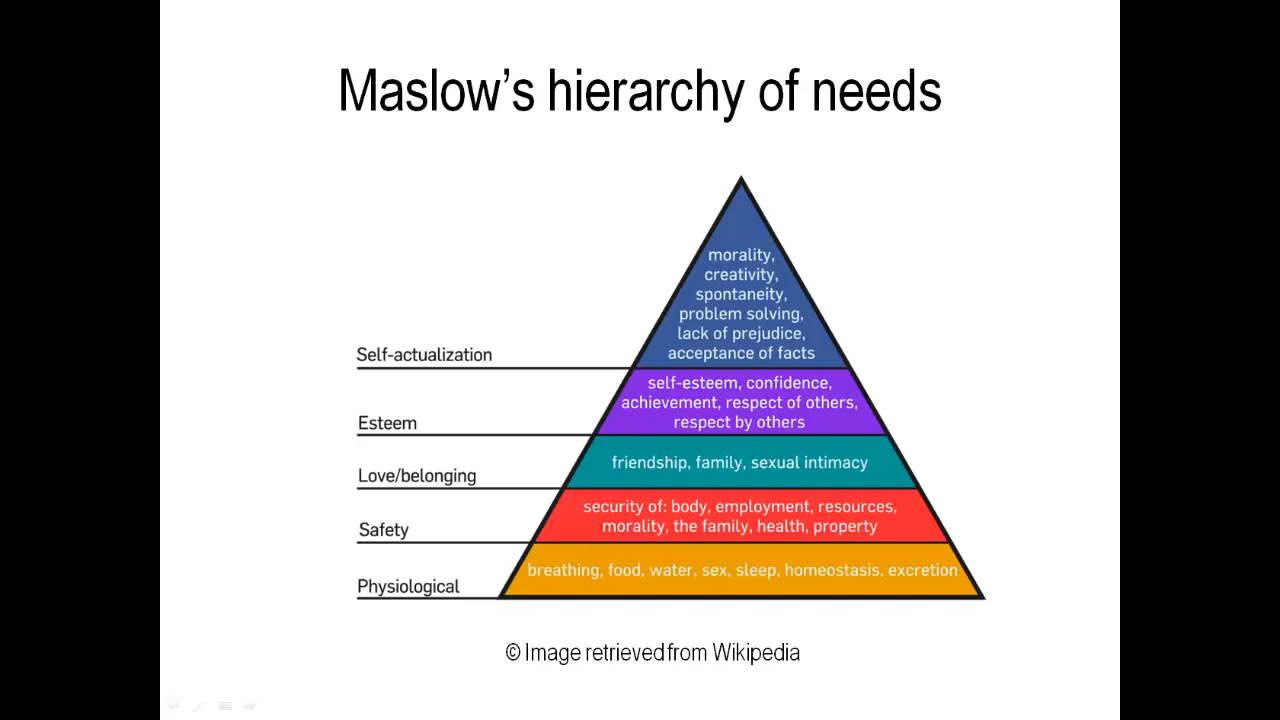 Maslow's hierarchy of needs
morality,
creativity,
spontaneity,
problem solving,
lack of prejudice,
acceptance of facts
Self-actualization
self-esteem, confidence,
achievement, respect of others,
respect by others
Esteem
friendship, family, sexual intimacy
Love/belonging
security of: body, employment, resources,
morality, the family, health, property
Safety
breathing, food, water, sex, sleep, homeostasis, excretion
Physiological
© Image retrieved from Wikipedia